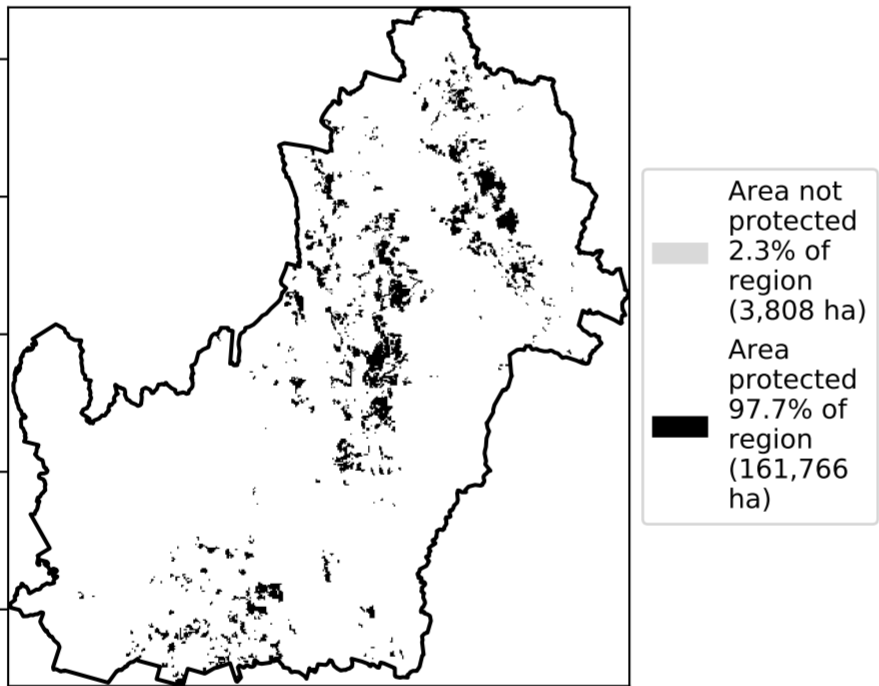 Area not
protected
2.3% of
region
(3,808 ha)
Area
protected
97.7% of
region
(161,766
ha)